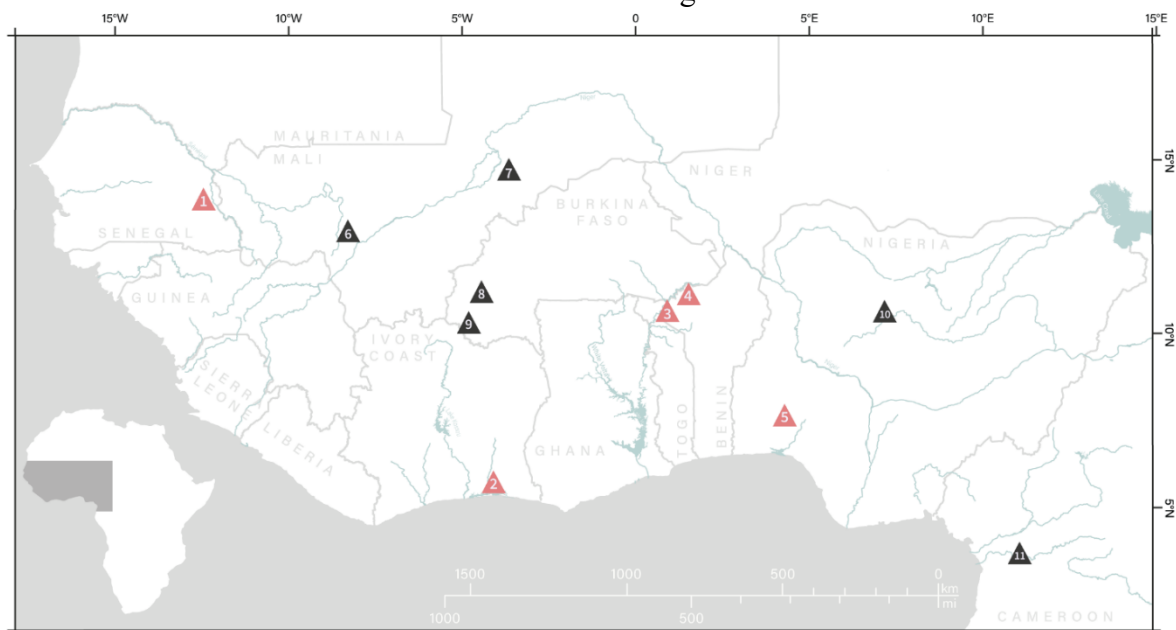 15°W
10°W
5°W
0
5°E
10°E
15°E
MAURITANIA
MALI
NIGER
15°N
7
1
BURKINA
FASO
SENEGAL
6
NIGERIA
GUINEA
8
4
3
10
9
IVORY
COAST
10°N
SIERRA
LEONE
LIBERIA
GHANA
TOGO
BENIN
5
2
5°N
11
1500
1000
500
0
km
mi
1000
500
CAMEROON